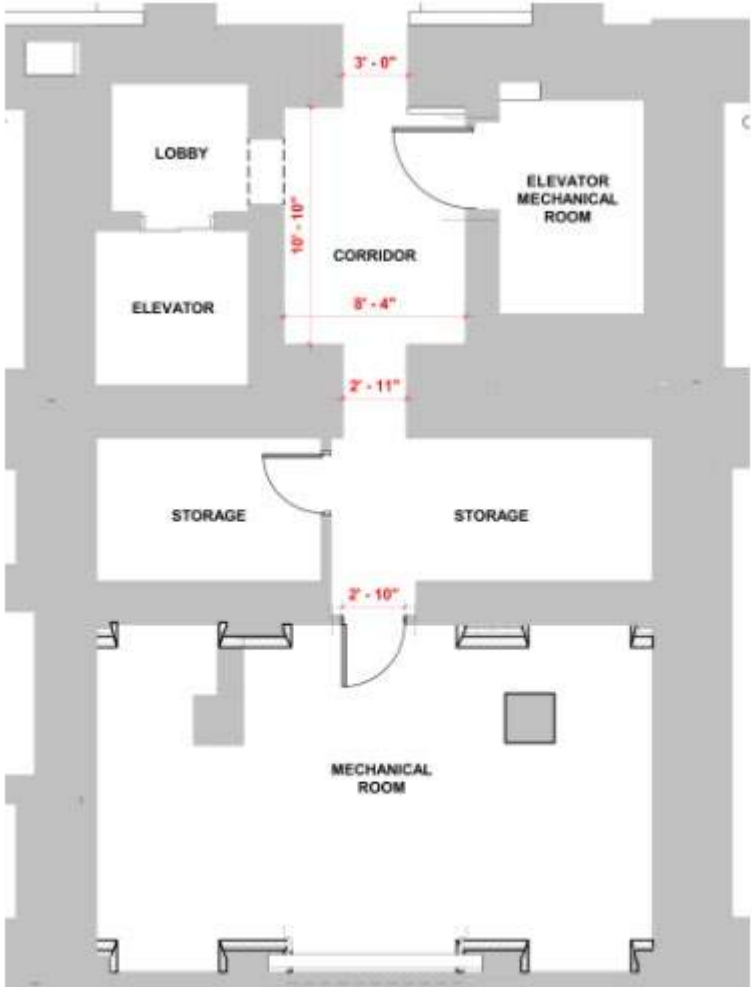 3' - 0"
LOBBY
ELEVATOR
MECHANICAL
ROOM
10' - 10"
CORRIDOR
8' - 4"
ELEVATOR
2' - 11"
STORAGE
STORAGE
2' - 10"
MECHANICAL
ROOM